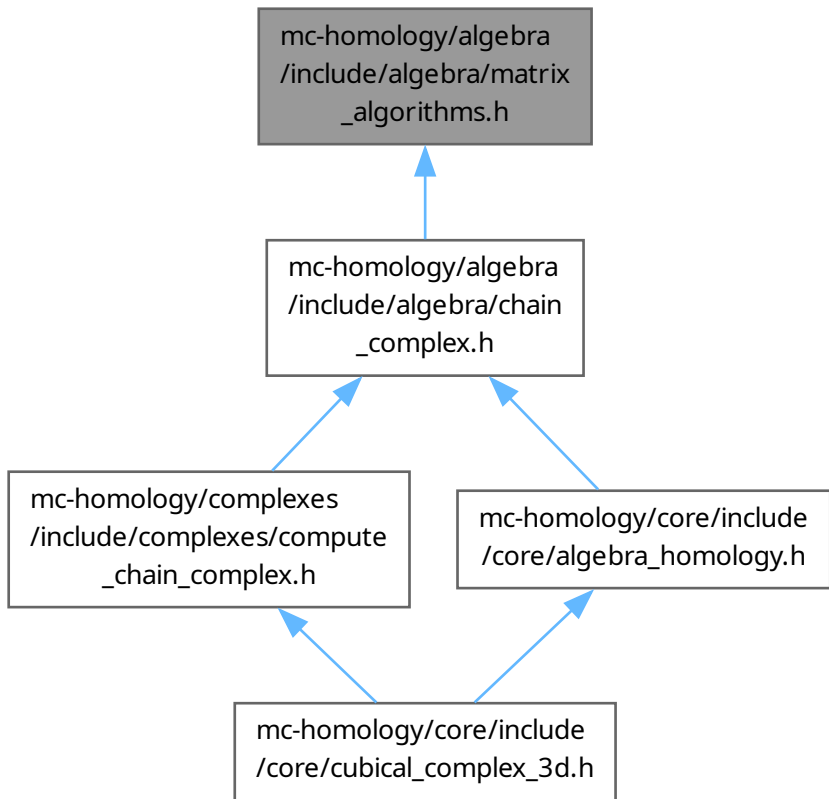 mc-homology/algebra
/include/algebra/matrix
_algorithms.h
mc-homology/algebra
/include/algebra/chain
_complex.h
mc-homology/complexes
/include/complexes/compute
_chain_complex.h
mc-homology/core/include
/core/algebra_homology.h
mc-homology/core/include
/core/cubical_complex_3d.h